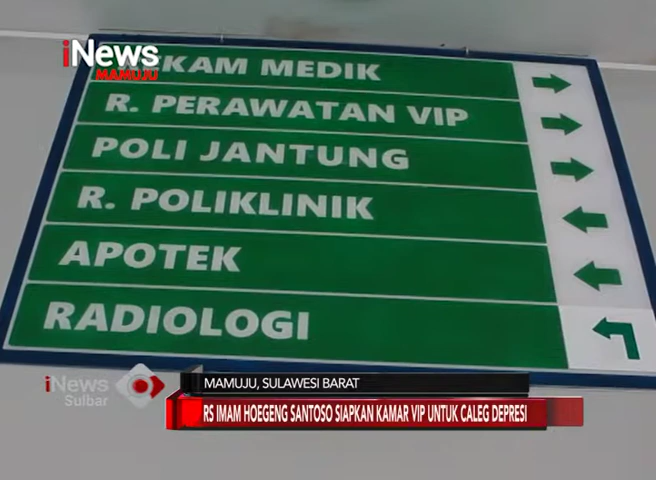 iNews
MAMUJU
KAM MEDIK
R. PERAWATAN VIP
POLI JANTUNG
R. POLIKLINIK
APOTEK
RADIOLOGI
iNews
Sulbar
MAMUJU, SULAWESI BARAT
RS IMAM HOEGENG SANTOSO SIAPKAN KAMAR VIP UNTUK CALEG DEPRESI